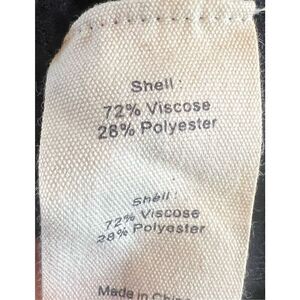 Shell:
72% Viscose
28% Polyester
Shell:
72% Viscose
28% Polyester
Made in China